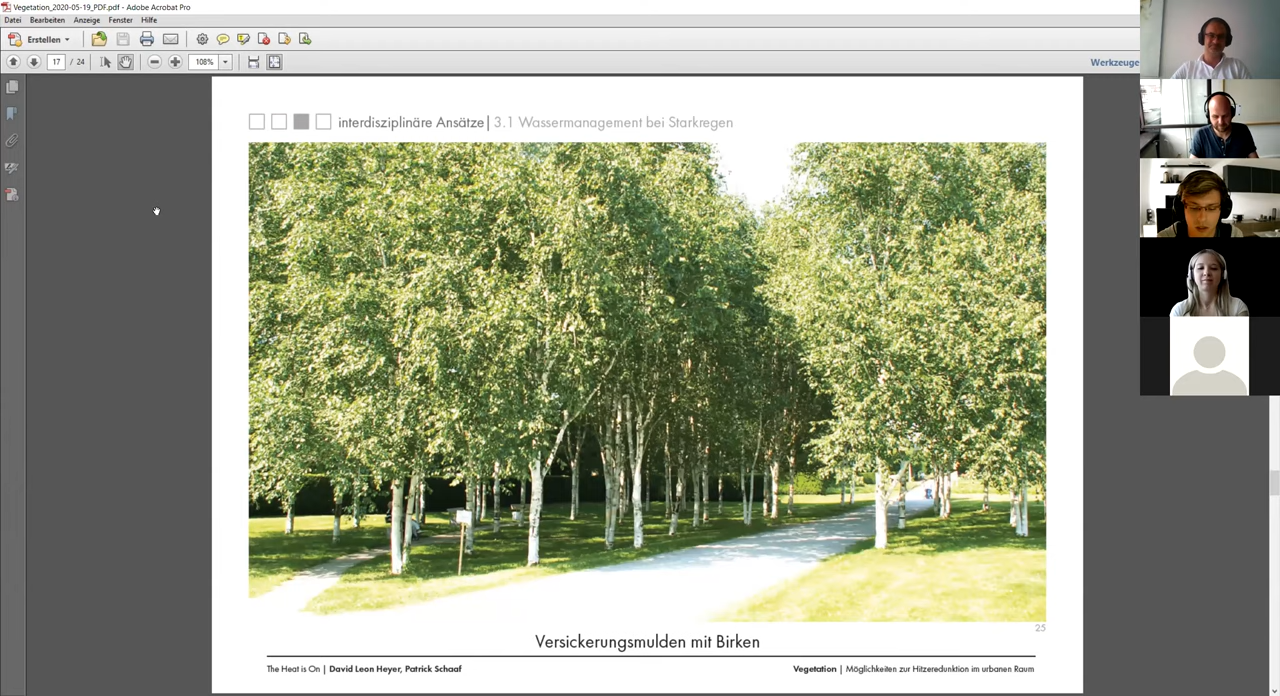 Vegetation_2020-05-19_PDF.pdf - Adobe Acrobat Pro
Datei Bearbeiten Anzeige Fenster Hilfe
Erstellen
17 / 24 108% Werkzeuge
interdisziplinäre Ansätze| 3.1 Wassermanagement bei Starkregen
25
Versickerungsmulden mit Birken
The Heat is On | David Leon Heyer, Patrick Schaaf
Vegetation | Möglichkeiten zur Hitzeredunktion im urbanen Raum